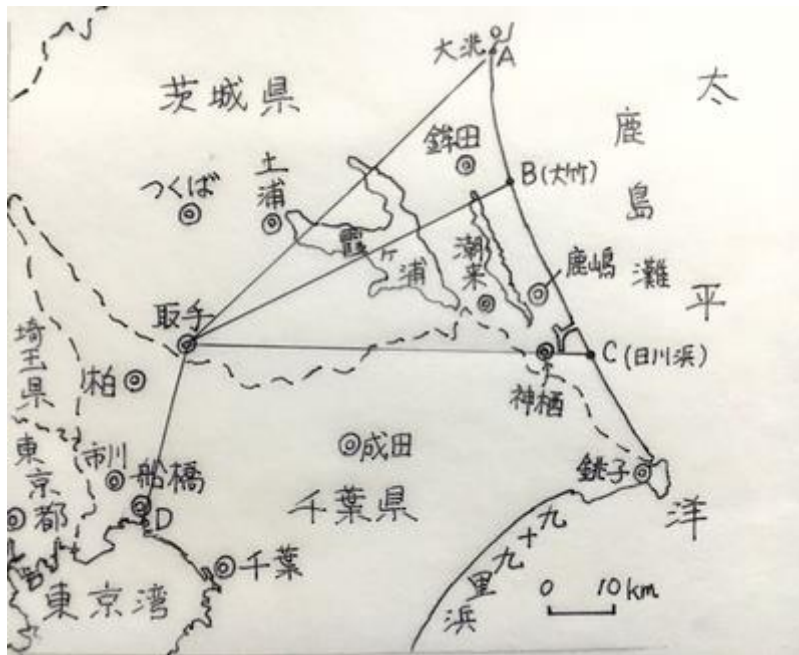 大洗
A
太
平
洋
茨城県
鹿
島
灘
鉾田
B (大竹)
つくば
土
浦
霞
ヶ
浦
潮
来
鹿嶋
取手
C (日川浜)
神栖
埼
玉
県
柏
成田
市川
船橋
D
銚子
東
京
都
千葉県
千葉
東京湾
九
十
九
里
浜
0 10km